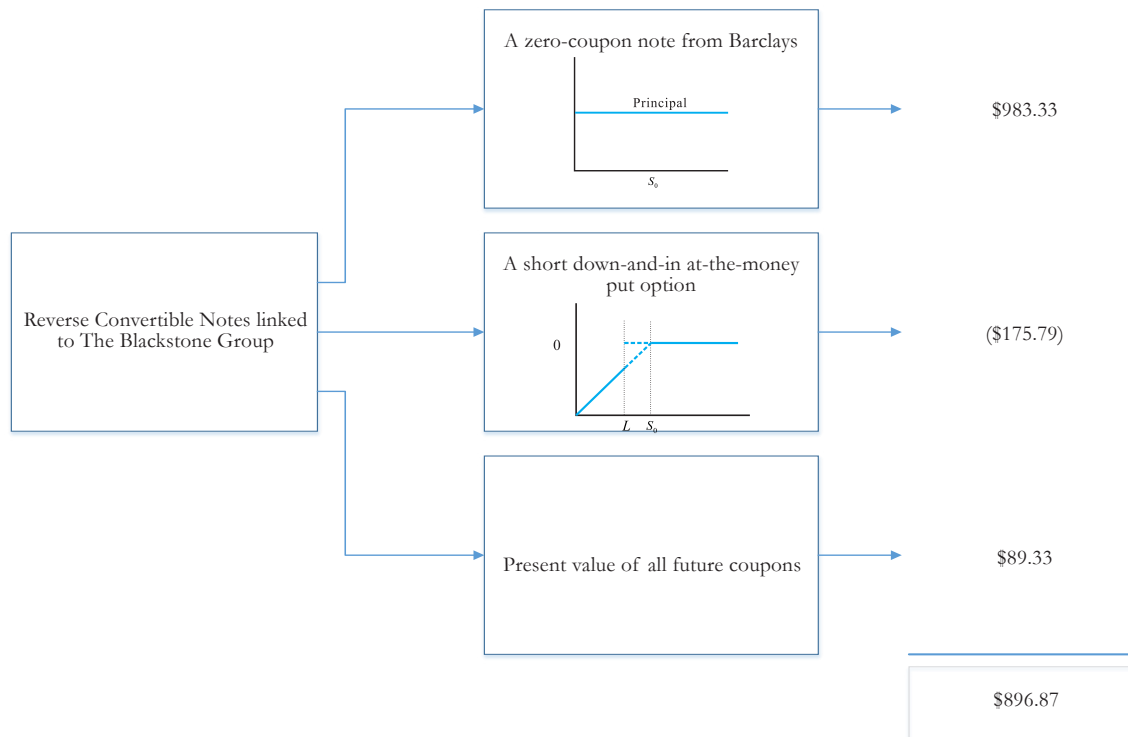 A zero-coupon note from Barclays
Principal
S₀
$983.33
Reverse Convertible Notes linked
to The Blackstone Group
A short down-and-in at-the-money
put option
0
L S₀
($175.79)
Present value of all future coupons
$89.33
$896.87